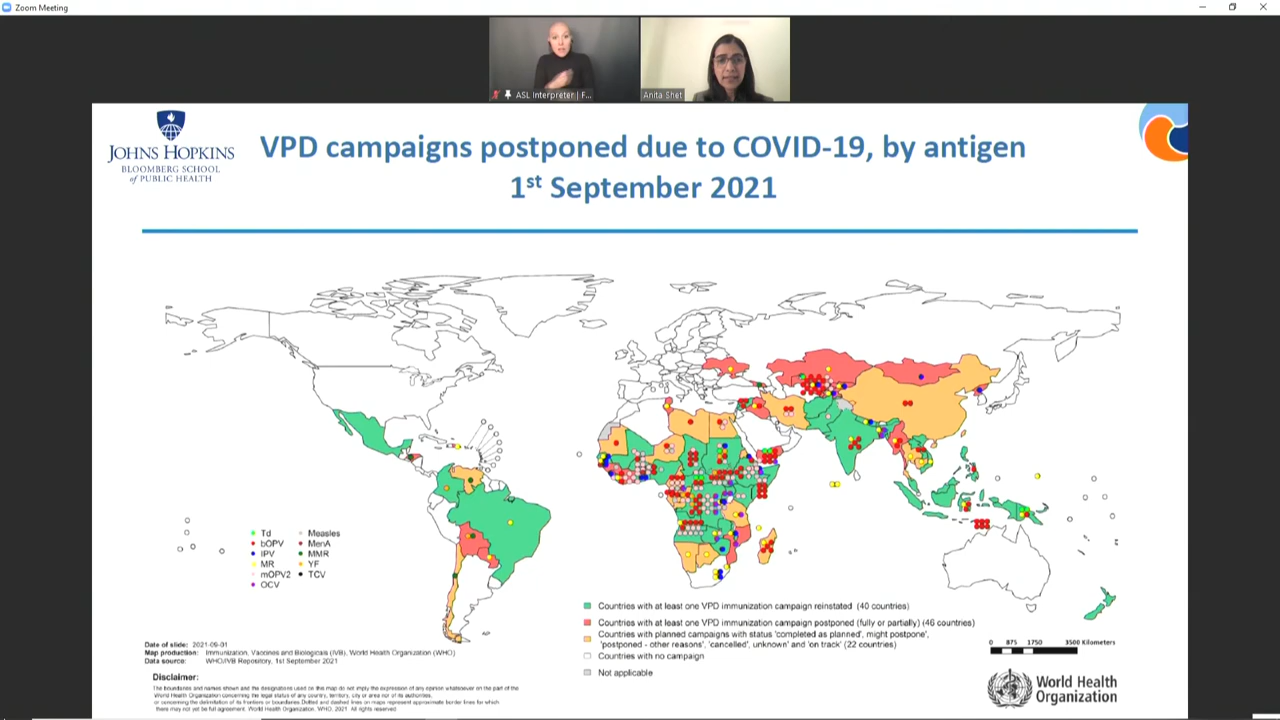 Zoom Meeting
ASL Interpreter | F...
Anita Shet
JOHNS HOPKINS
BLOOMBERG SCHOOL
of PUBLIC HEALTH
VPD campaigns postponed due to COVID-19, by antigen
1st September 2021
Td
bOPV
IPV
MR
mOPV2
OCV
Measles
MenA
MMR
YF
TCV
Countries with at least one VPD immunization campaign reinstated (40 countries)
Countries with at least one VPD immunization campaign postponed (fully or partially) (46 countries)
Countries with planned campaigns with status 'completed as planned', might postpone',
'postponed - other reasons', 'cancelled', unknown' and 'on track' (22 countries)
Countries with no campaign
Not applicable
0 875 1750 3500 Kilometers
Date of slide: 2021-09-01
Map production: Immunization, Vaccines and Biologicals (IVB), World Health Organization (WHO)
Data source: WHO/IVB Repository, 1st September 2021
Disclaimer:
The boundaries and names shown and the designations used on this map do not imply the expression of any opinion whatsoever on the part of the
World Health Organization concerning the legal status of any country, territory, city or area nor of its authorities,
or concerning the delimitation of its frontiers or boundaries. Dotted and dashed lines on maps represent approximate border lines for which
there may not yet be full agreement. World Health Organization, WHO, 2021. All rights reserved
World Health
Organization